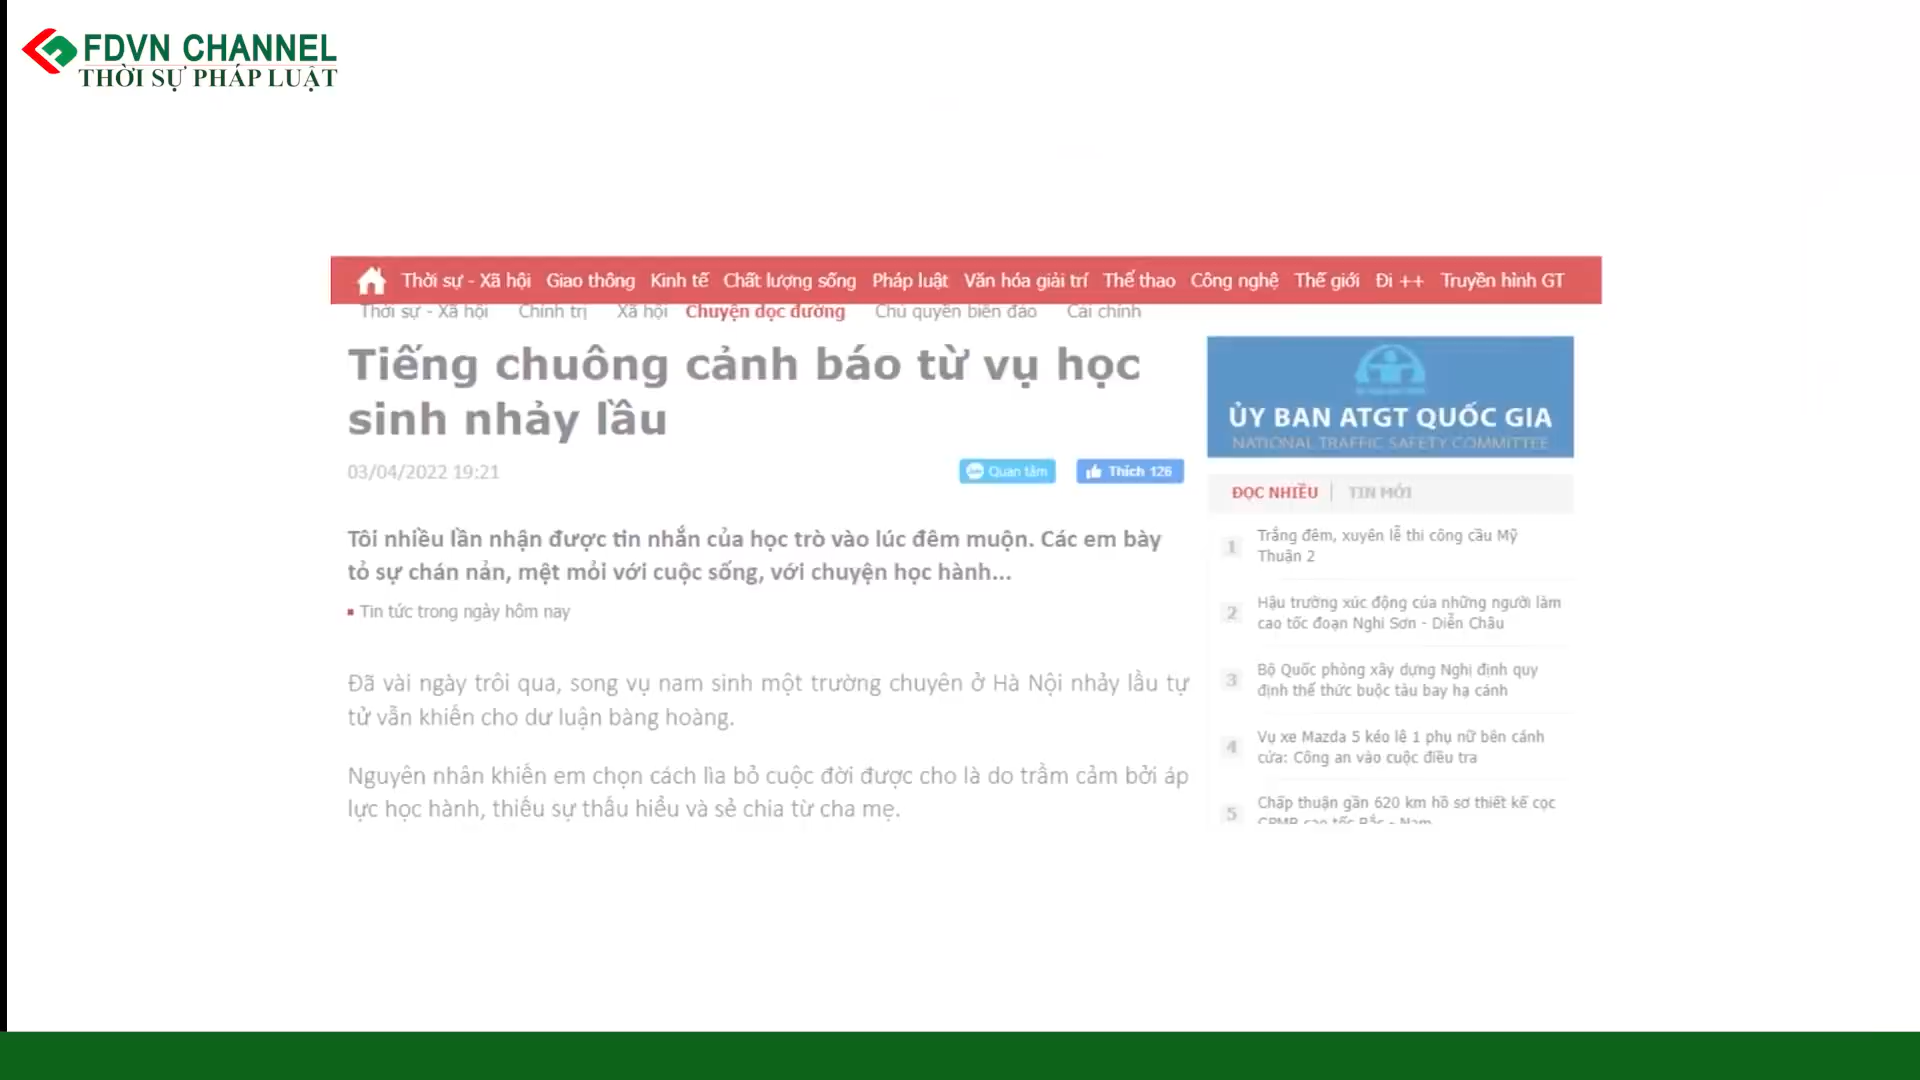 FDVN CHANNEL
THỜI SỰ PHÁP LUẬT
Thời sự - Xã hội Giao thông Kinh tế Chất lượng sống Pháp luật Văn hóa giải trí Thể thao Công nghệ Thế giới Đi ++ Truyền hình GT
Thời sự - Xã hội Chính trị Xã hội Chuyện dọc đường Chủ quyền biển đảo Cải chính
Tiếng chuông cảnh báo từ vụ học
sinh nhảy lầu
03/04/2022 19:21
Quan tâm
Thích 126
Tôi nhiều lần nhận được tin nhắn của học trò vào lúc đêm muộn. Các em bày
tỏ sự chán nản, mệt mỏi với cuộc sống, với chuyện học hành...
Tin tức trong ngày hôm nay
Đã vài ngày trôi qua, song vụ nam sinh một trường chuyên ở Hà Nội nhảy lầu tự
tử vẫn khiến cho dư luận bàng hoàng.
Nguyên nhân khiến em chọn cách lìa bỏ cuộc đời được cho là do trầm cảm bởi áp
lực học hành, thiếu sự thấu hiểu và sẻ chia từ cha mẹ.
ỦY BAN ATGT QUỐC GIA
NATIONAL TRAFFIC SAFETY COMMITTEE
ĐỌC NHIỀU TIN MỚI
1 Trắng đêm, xuyên lễ thi công cầu Mỹ
Thuận 2
2 Hậu trường xúc động của những người làm
cao tốc đoạn Nghi Sơn - Diễn Châu
3 Bộ Quốc phòng xây dựng Nghị định quy
định thể thức buộc tàu bay hạ cánh
4 Vụ xe Mazda 5 kéo lê 1 phụ nữ bên cánh
cửa: Công an vào cuộc điều tra
5 Chấp thuận gần 620 km hồ sơ thiết kế cọc
GPMB cao tốc Bắc - Nam